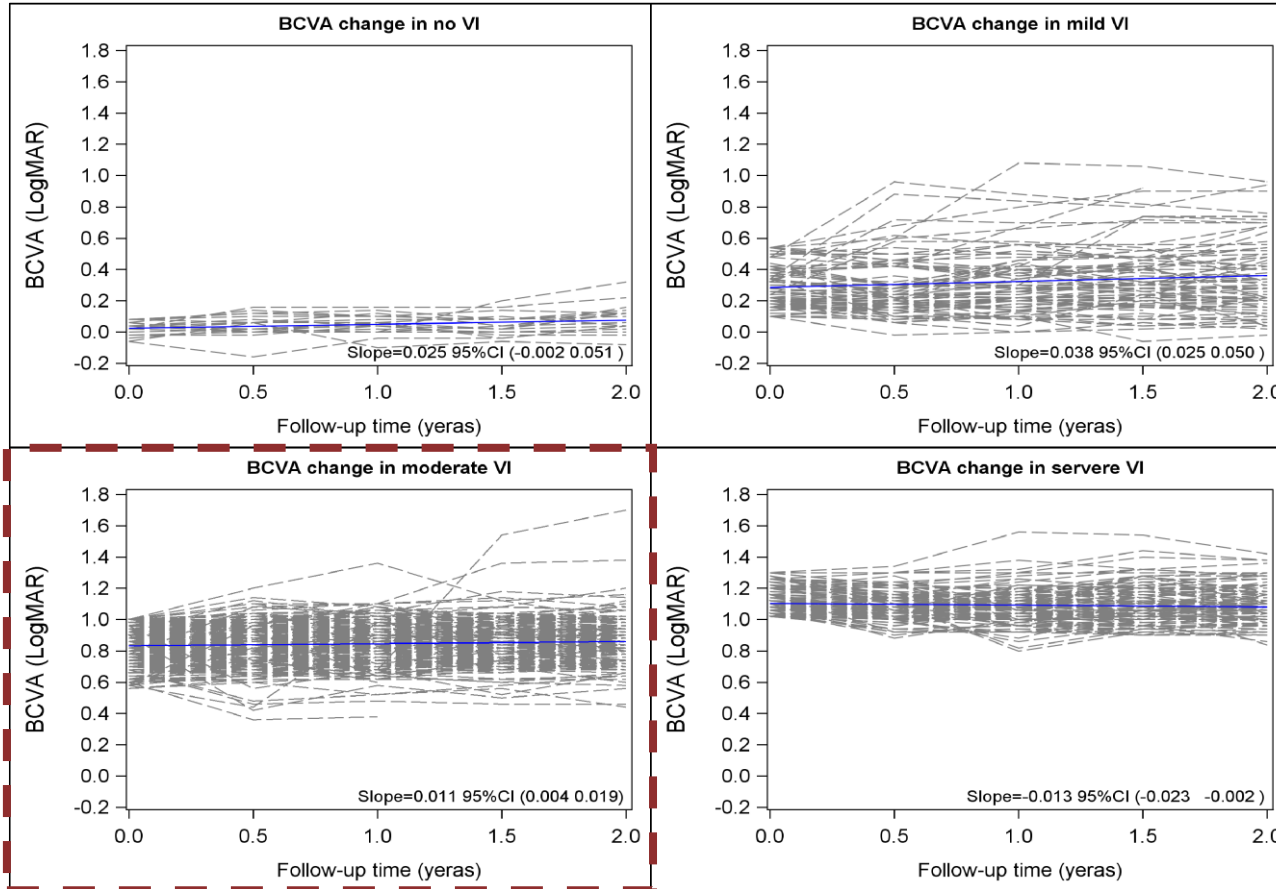 BCVA change in no VI
1.8
1.6
1.4
1.2
1.0
0.8
0.6
0.4
0.2
0.0
-0.2
BCVA (LogMAR)
Slope=0.025 95%CI (-0.002 0.051 )
0.0 0.5 1.0 1.5 2.0
Follow-up time (yeras)
BCVA change in mild VI
1.8
1.6
1.4
1.2
1.0
0.8
0.6
0.4
0.2
0.0
-0.2
BCVA (LogMAR)
Slope=0.038 95%CI (0.025 0.050 )
0.0 0.5 1.0 1.5 2.0
Follow-up time (yeras)
BCVA change in moderate VI
1.8
1.6
1.4
1.2
1.0
0.8
0.6
0.4
0.2
0.0
-0.2
BCVA (LogMAR)
Slope=0.011 95%CI (0.004 0.019)
0.0 0.5 1.0 1.5 2.0
Follow-up time (yeras)
BCVA change in servere VI
1.8
1.6
1.4
1.2
1.0
0.8
0.6
0.4
0.2
0.0
-0.2
BCVA (LogMAR)
Slope=-0.013 95%CI (-0.023 -0.002 )
0.0 0.5 1.0 1.5 2.0
Follow-up time (yeras)